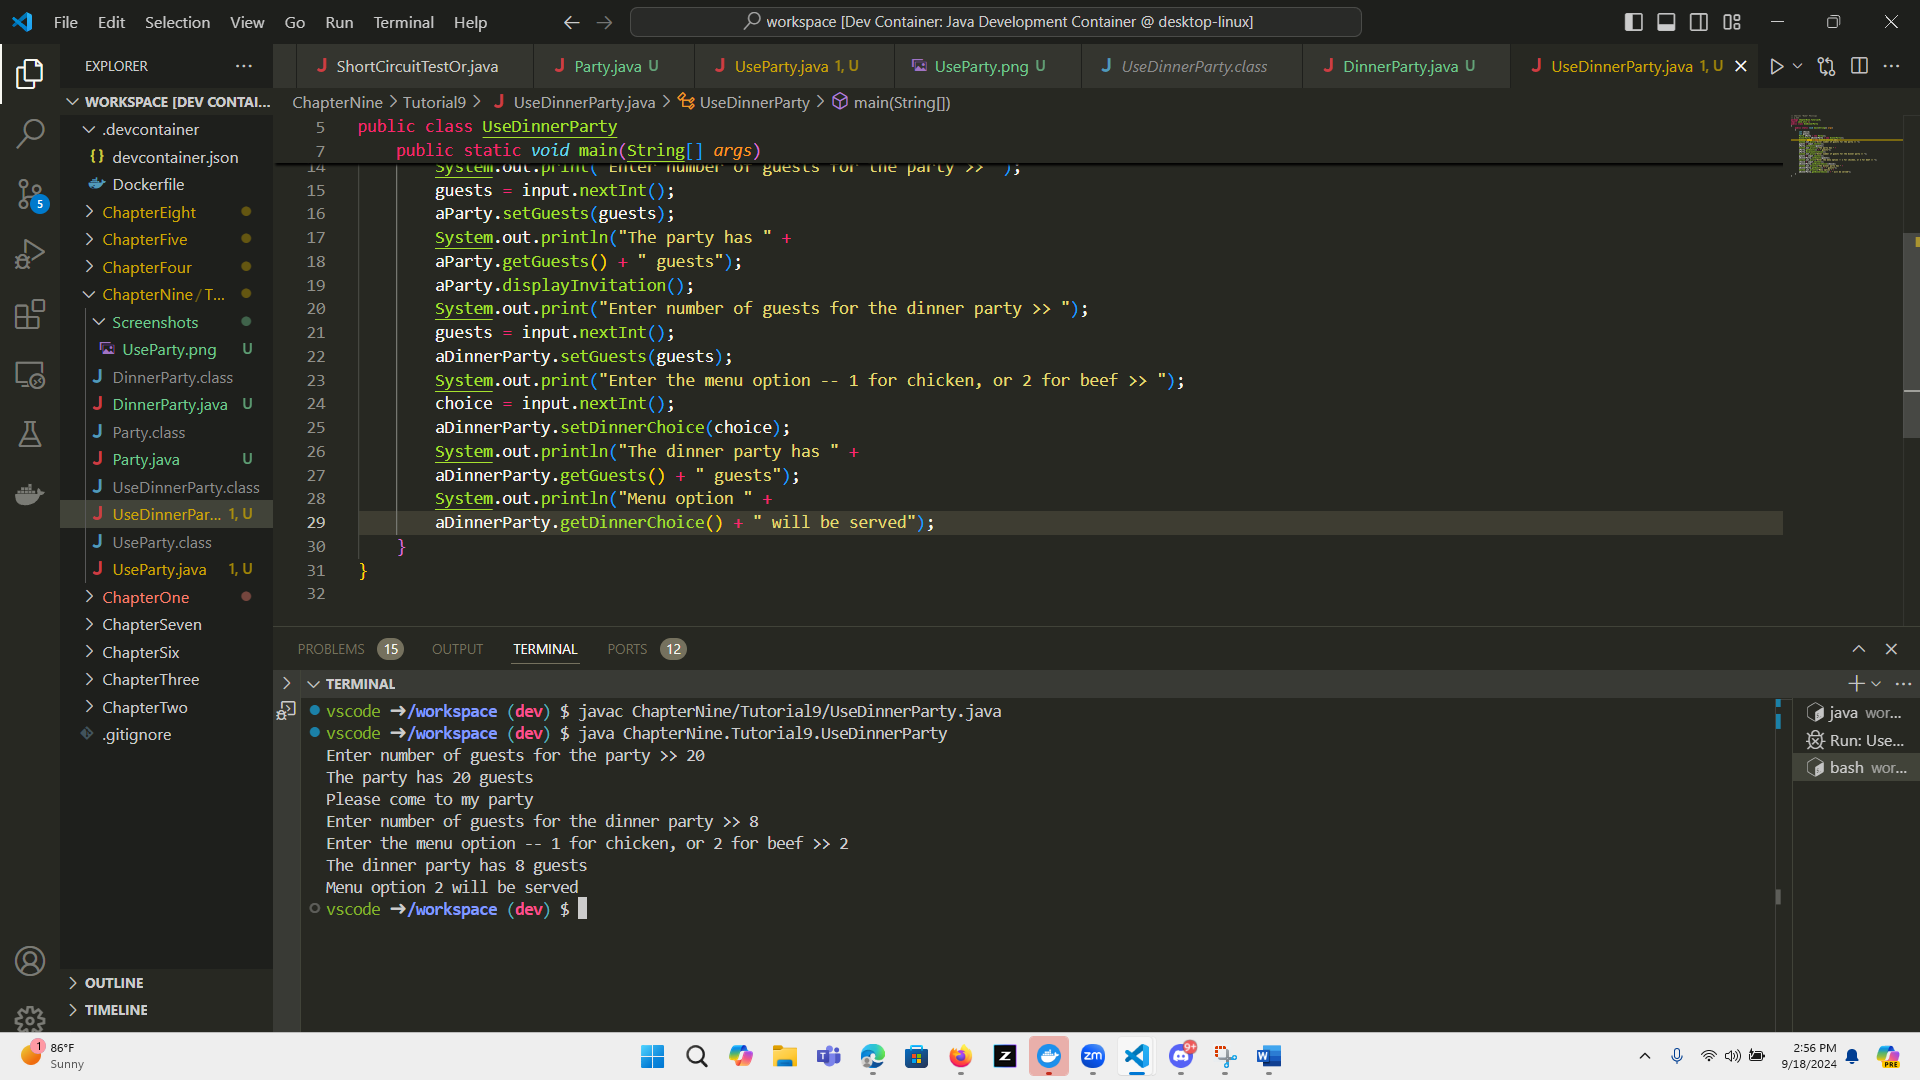 File Edit Selection View Go Run Terminal Help
workspace [Dev Container: Java Development Container @ desktop-linux]
EXPLORER
ShortCircuitTestOr.java
Party.java U
UseParty.java 1, U
UseParty.png U
UseDinnerParty.class
DinnerParty.java U
UseDinnerParty.java 1, U
WORKSPACE [DEV CONTAI...
.devcontainer
devcontainer.json
Dockerfile
ChapterEight
ChapterFive
ChapterFour
ChapterNine / T...
Screenshots
UseParty.png U
DinnerParty.class
DinnerParty.java U
Party.class
Party.java U
UseDinnerParty.class
UseDinnerPar... 1, U
UseParty.class
UseParty.java 1, U
ChapterOne
ChapterSeven
ChapterSix
ChapterThree
ChapterTwo
.gitignore
OUTLINE
TIMELINE
5
ChapterNine > Tutorial9 > UseDinnerParty.java > UseDinnerParty > main(String[])
5 public class UseDinnerParty
7 public static void main(String[] args)
14 System.out.print("Enter number of guests for the party >> ");
15 guests = input.nextInt();
16 aParty.setGuests(guests);
17 System.out.println("The party has " +
18 aParty.getGuests() + " guests");
19 aParty.displayInvitation();
20 System.out.print("Enter number of guests for the dinner party >> ");
21 guests = input.nextInt();
22 aDinnerParty.setGuests(guests);
23 System.out.print("Enter the menu option -- 1 for chicken, or 2 for beef >> ");
24 choice = input.nextInt();
25 aDinnerParty.setDinnerChoice(choice);
26 System.out.println("The dinner party has " +
27 aDinnerParty.getGuests() + " guests");
28 System.out.println("Menu option " +
29 aDinnerParty.getDinnerChoice() + " will be served");
30 }
31 }
32
PROBLEMS 15 OUTPUT TERMINAL PORTS 12
TERMINAL
vscode ➜/workspace (dev) $ javac ChapterNine/Tutorial9/UseDinnerParty.java
vscode ➜/workspace (dev) $ java ChapterNine.Tutorial9.UseDinnerParty
Enter number of guests for the party >> 20
The party has 20 guests
Please come to my party
Enter number of guests for the dinner party >> 8
Enter the menu option -- 1 for chicken, or 2 for beef >> 2
The dinner party has 8 guests
Menu option 2 will be served
vscode ➜/workspace (dev) $
java wor...
Run: Use...
bash wor...
1
86°F
Sunny
zm
9+
2:56 PM
9/18/2024
PRE